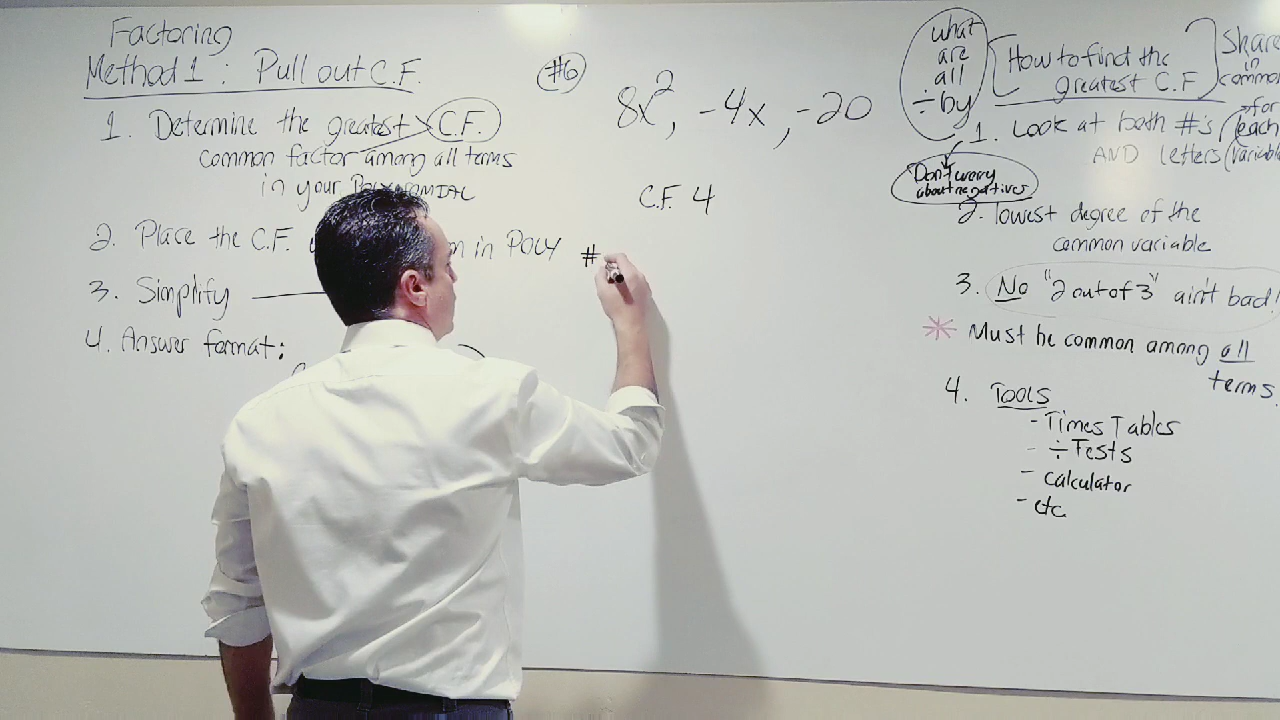 Factoring
Method 1: Pull out C.F.
1. Determine the greatest C.F.
common factor among all terms
in your POLYNOMIAL
2. Place the C.F. in POLY
3. Simplify
4. Answer format:
#6
8x², -4x, -20
C.F. 4
#
what
are
all
÷ by
How to find the
greatest C.F
Share
in
common
for
each
variable
1. Look at both #'s
AND letters
Don't worry
about negatives
2. lowest degree of the
common variable
3. No "2 out of 3" ain't bad!
* Must be common among all
terms.
4. TOOLS
- Times Tables
- ÷ Tests
- calculator
- etc